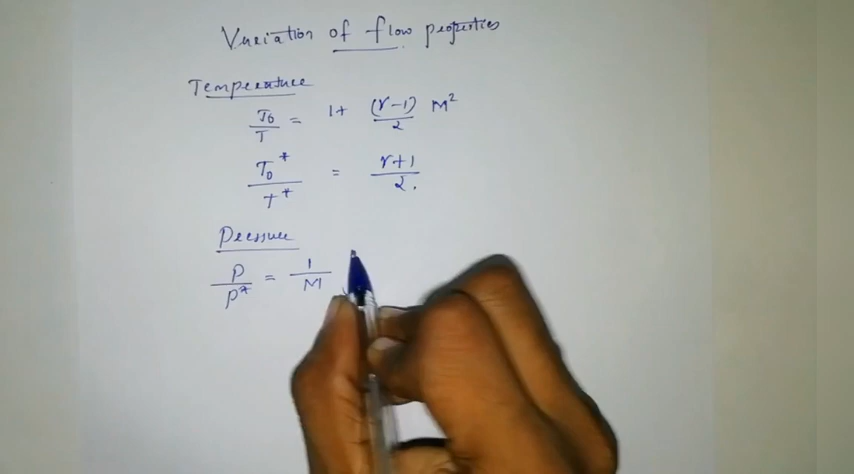 Variation of flow properties
Temperature
T0/T = 1+ (γ-1)/2 M²
T0*/T* = γ+1/2.
Pressure
P/P* = 1/M